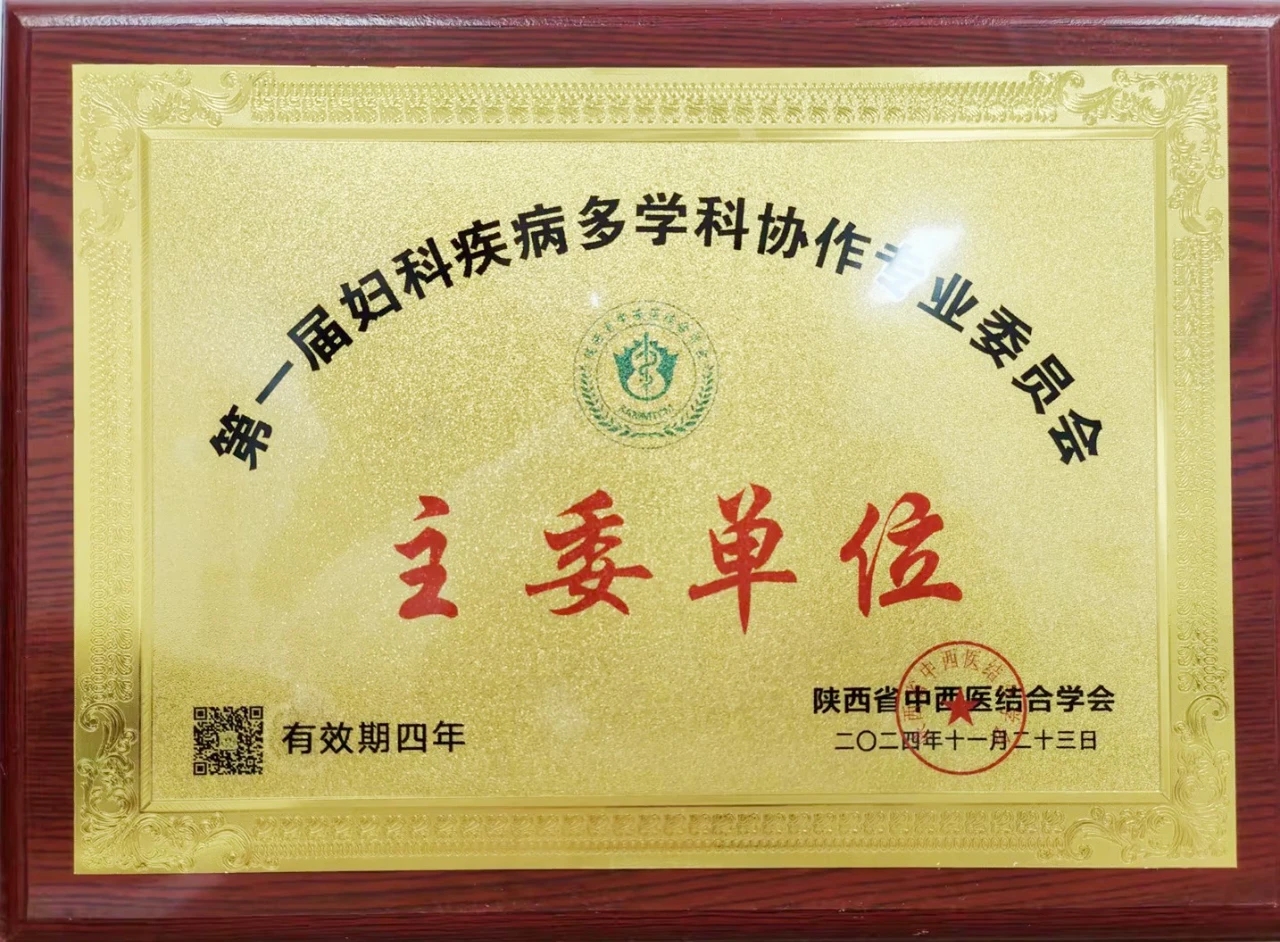 第一届妇科疾病多学科协作专业委员会
主委单位
有效期四年
陕西省中西医结合学会
二〇二四年十一月二十三日